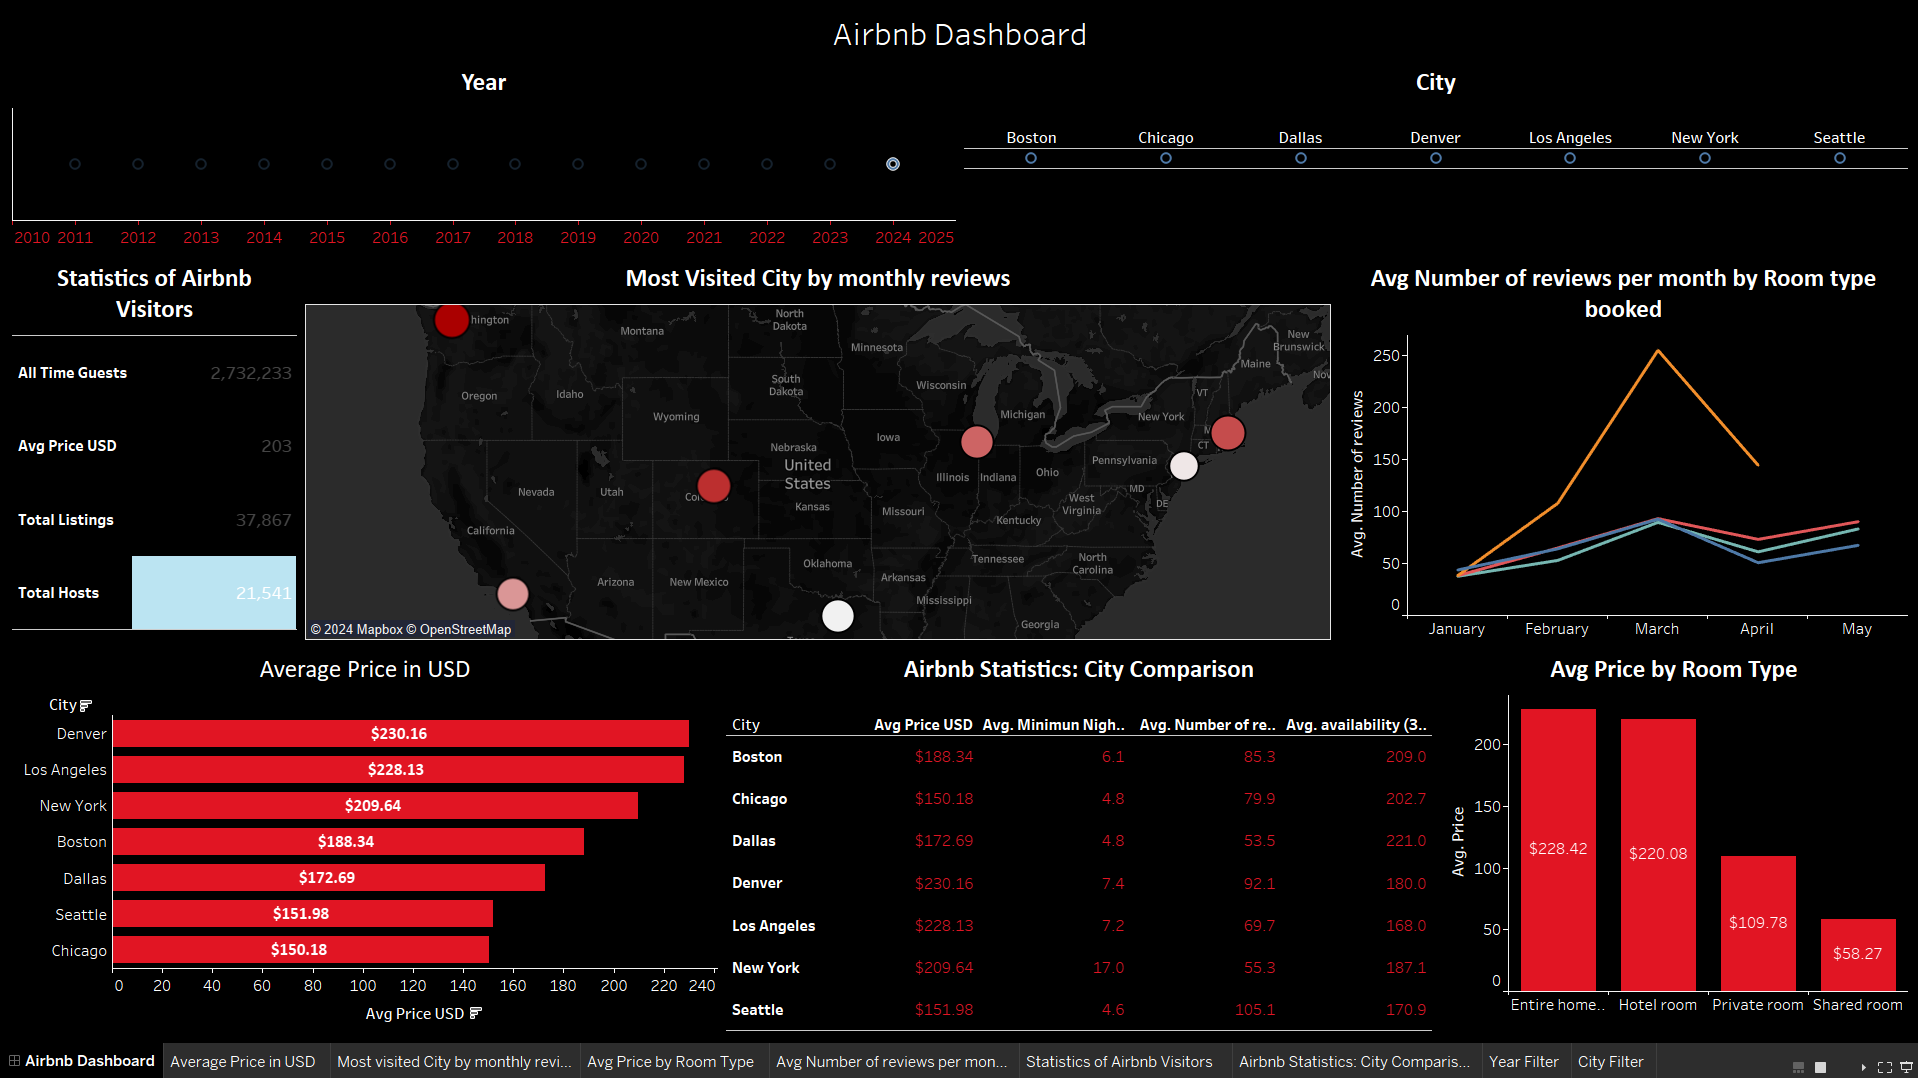 Airbnb Dashboard
Year
City
Boston Chicago Dallas Denver Los Angeles New York Seattle
2010 2011 2012 2013 2014 2015 2016 2017 2018 2019 2020 2021 2022 2023 2024 2025
Statistics of Airbnb
Visitors
All Time Guests 2,732,233
Avg Price USD 203
Total Listings 37,867
Total Hosts 21,541
Most Visited City by monthly reviews
hington
Montana
North
Dakota
Minnesota
New
Brunswick
Maine
Nov
Oregon
Idaho
South
Dakota
Wisconsin
VT
Wyoming
Michigan
New York
M
CT
Iowa
Nebraska
Pennsylvania
United
States
Nevada
Utah
Co
Kansas
Illinois
Indiana
Ohio
MD
DE
West
Virginia
Missouri
Kentucky
California
Tennessee
North
Carolina
Oklahoma
Arkansas
Arizona
New Mexico
Mississippi
Georgia
© 2024 Mapbox © OpenStreetMap
Avg Number of reviews per month by Room type
booked
Avg. Number of reviews
250
200
150
100
50
0
January February March April May
Average Price in USD
City
Denver $230.16
Los Angeles $228.13
New York $209.64
Boston $188.34
Dallas $172.69
Seattle $151.98
Chicago $150.18
0 20 40 60 80 100 120 140 160 180 200 220 240
Avg Price USD
Airbnb Statistics: City Comparison
City Avg Price USD Avg. Minimun Nigh.. Avg. Number of re.. Avg. availability (3..
Boston $188.34 6.1 85.3 209.0
Chicago $150.18 4.8 79.9 202.7
Dallas $172.69 4.8 53.5 221.0
Denver $230.16 7.4 92.1 180.0
Los Angeles $228.13 7.2 69.7 168.0
New York $209.64 17.0 55.3 187.1
Seattle $151.98 4.6 105.1 170.9
Avg Price by Room Type
Avg. Price
200
150
100
50
0
$228.42 $220.08 $109.78 $58.27
Entire home.. Hotel room Private room Shared room
Airbnb Dashboard Average Price in USD Most visited City by monthly revi... Avg Price by Room Type Avg Number of reviews per mon... Statistics of Airbnb Visitors Airbnb Statistics: City Comparis... Year Filter City Filter